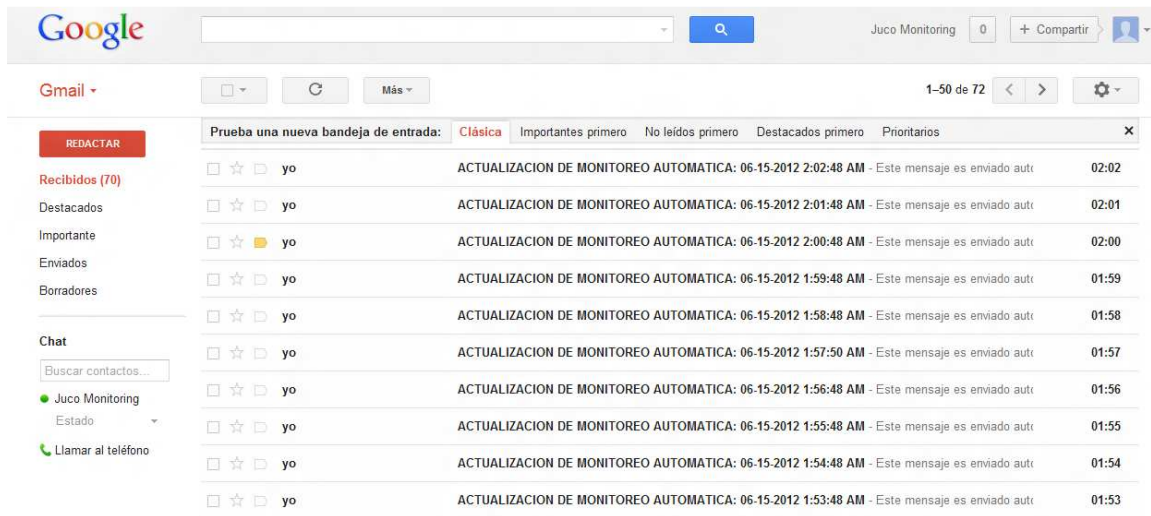 Google
Juco Monitoring 0 + Compartir
Gmail
Más
1–50 de 72
REDACTAR
Recibidos (70)
Destacados
Importante
Enviados
Borradores
Chat
Buscar contactos...
Juco Monitoring
Estado
Llamar al teléfono
Prueba una nueva bandeja de entrada: Clásica Importantes primero No leídos primero Destacados primero Prioritarios x
yo ACTUALIZACION DE MONITOREO AUTOMATICA: 06-15-2012 2:02:48 AM - Este mensaje es enviado auto 02:02
yo ACTUALIZACION DE MONITOREO AUTOMATICA: 06-15-2012 2:01:48 AM - Este mensaje es enviado auto 02:01
yo ACTUALIZACION DE MONITOREO AUTOMATICA: 06-15-2012 2:00:48 AM - Este mensaje es enviado auto 02:00
yo ACTUALIZACION DE MONITOREO AUTOMATICA: 06-15-2012 1:59:48 AM - Este mensaje es enviado auto 01:59
yo ACTUALIZACION DE MONITOREO AUTOMATICA: 06-15-2012 1:58:48 AM - Este mensaje es enviado auto 01:58
yo ACTUALIZACION DE MONITOREO AUTOMATICA: 06-15-2012 1:57:50 AM - Este mensaje es enviado auto 01:57
yo ACTUALIZACION DE MONITOREO AUTOMATICA: 06-15-2012 1:56:48 AM - Este mensaje es enviado auto 01:56
yo ACTUALIZACION DE MONITOREO AUTOMATICA: 06-15-2012 1:55:48 AM - Este mensaje es enviado auto 01:55
yo ACTUALIZACION DE MONITOREO AUTOMATICA: 06-15-2012 1:54:48 AM - Este mensaje es enviado auto 01:54
yo ACTUALIZACION DE MONITOREO AUTOMATICA: 06-15-2012 1:53:48 AM - Este mensaje es enviado auto 01:53